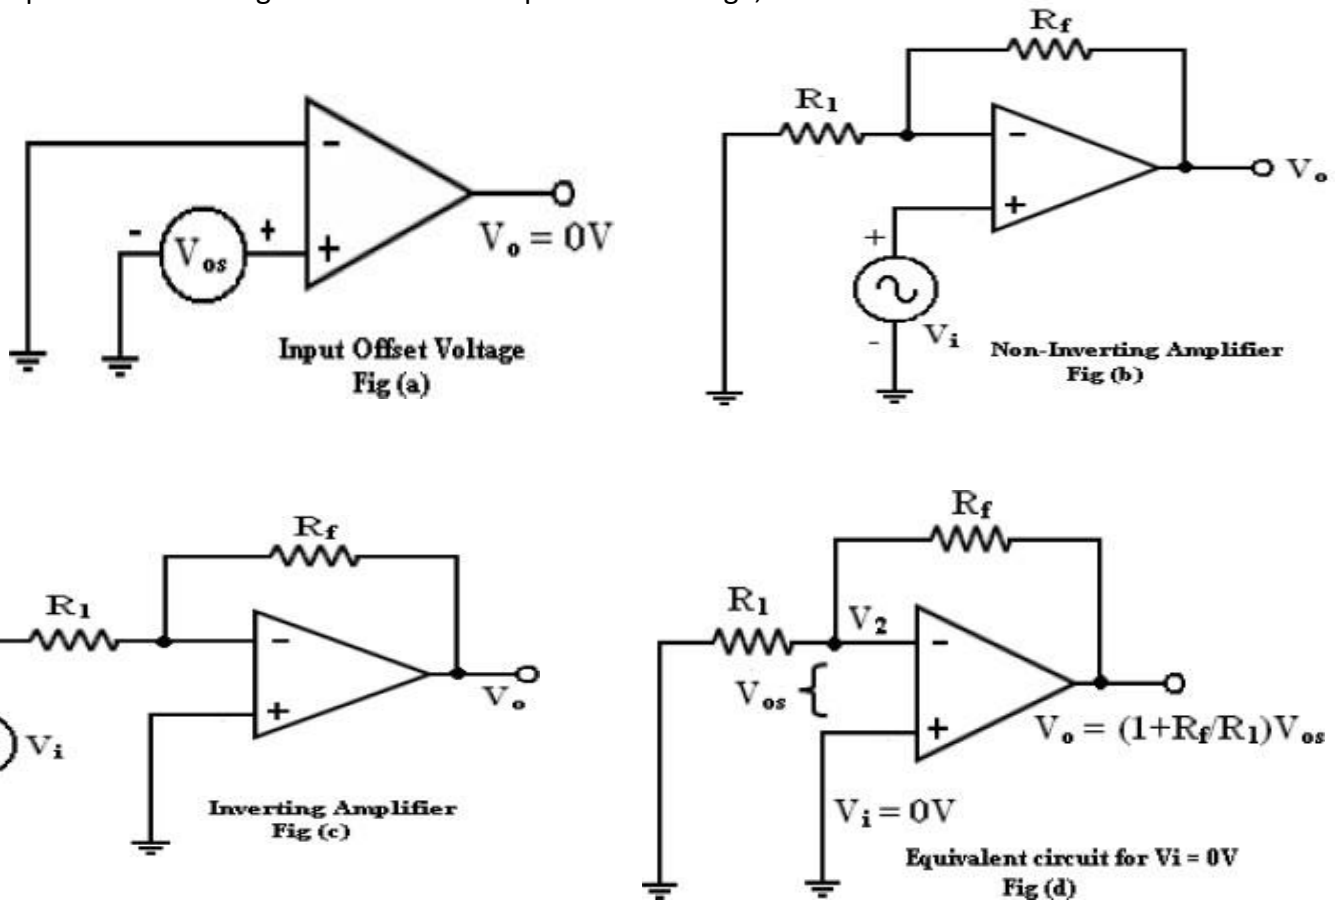 R₁
Rf
-
+
Vos
-
+
Vo = 0V
Input Offset Voltage
Fig (a)
Rf
R1
-
+
Vo
+
Vi
-
Non-Inverting Amplifier
Fig (b)
Rf
R1
-
+
Vo
Vi
Inverting Amplifier
Fig (c)
Rf
R1
V2
-
Vos
+
Vo = (1+Rf/R1)Vos
Vi = 0V
Equivalent circuit for Vi = 0V
Fig (d)